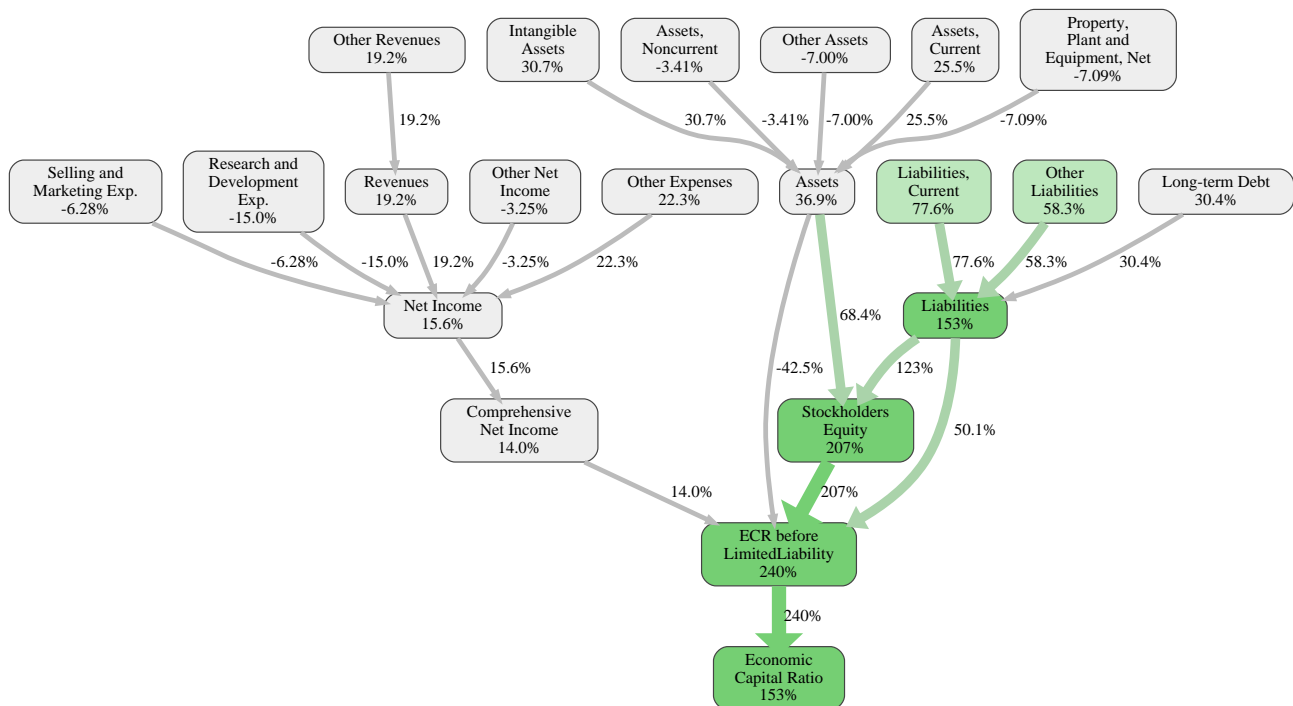 Other Revenues
19.2%
Intangible
Assets
30.7%
Assets,
Noncurrent
-3.41%
Other Assets
-7.00%
Assets,
Current
25.5%
Property,
Plant and
Equipment, Net
-7.09%
19.2%
30.7%
-3.41%
-7.00%
25.5%
-7.09%
Selling and
Marketing Exp.
-6.28%
Research and
Development
Exp.
-15.0%
Revenues
19.2%
Other Net
Income
-3.25%
Other Expenses
22.3%
Assets
36.9%
Liabilities,
Current
77.6%
Other
Liabilities
58.3%
Long-term Debt
30.4%
-6.28%
-15.0%
19.2%
-3.25%
22.3%
77.6%
58.3%
30.4%
Net Income
15.6%
68.4%
Liabilities
153%
15.6%
-42.5%
123%
Comprehensive
Net Income
14.0%
Stockholders
Equity
207%
50.1%
14.0%
207%
ECR before
LimitedLiability
240%
240%
Economic
Capital Ratio
153%